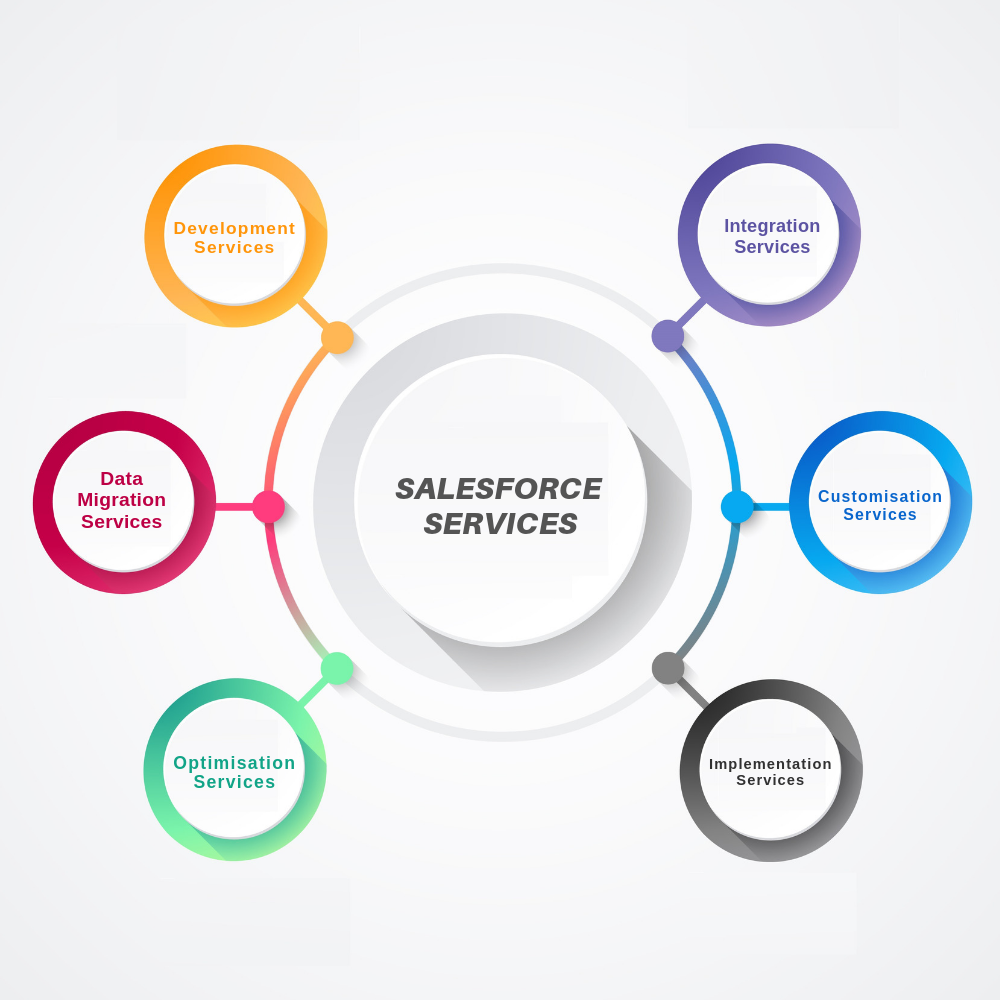 Development
Services
Integration
Services
Data
Migration
Services
SALESFORCE
SERVICES
Customisation
Services
Optimisation
Services
Implementation
Services